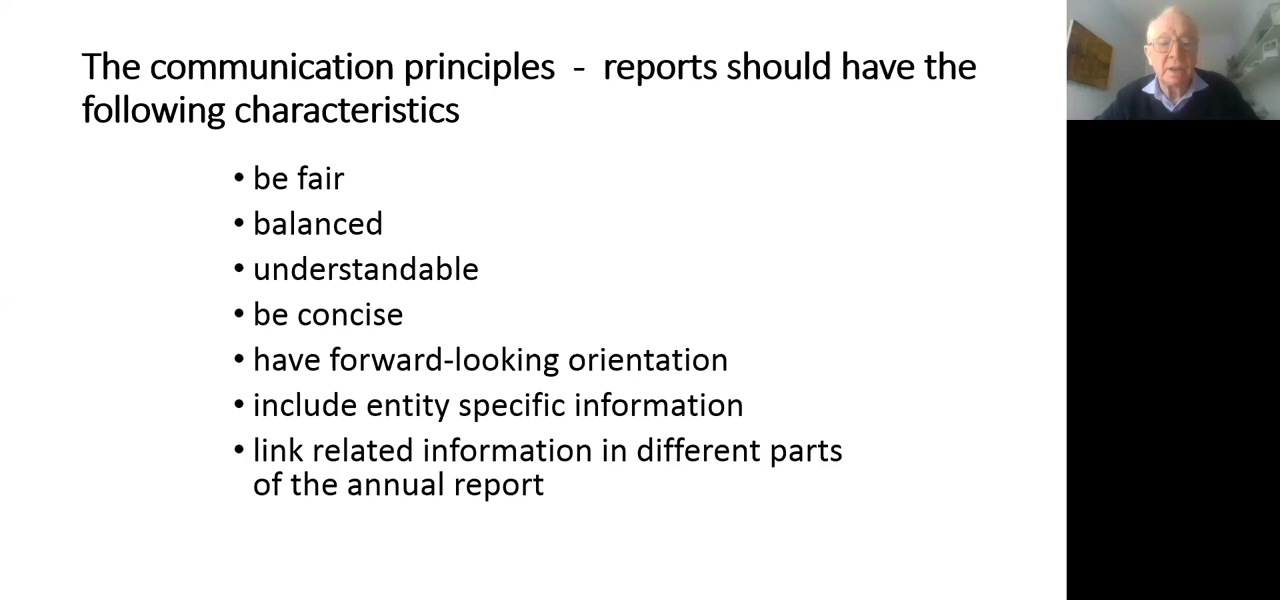 The communication principles - reports should have the
following characteristics
• be fair
• balanced
• understandable
• be concise
• have forward-looking orientation
• include entity specific information
• link related information in different parts
of the annual report